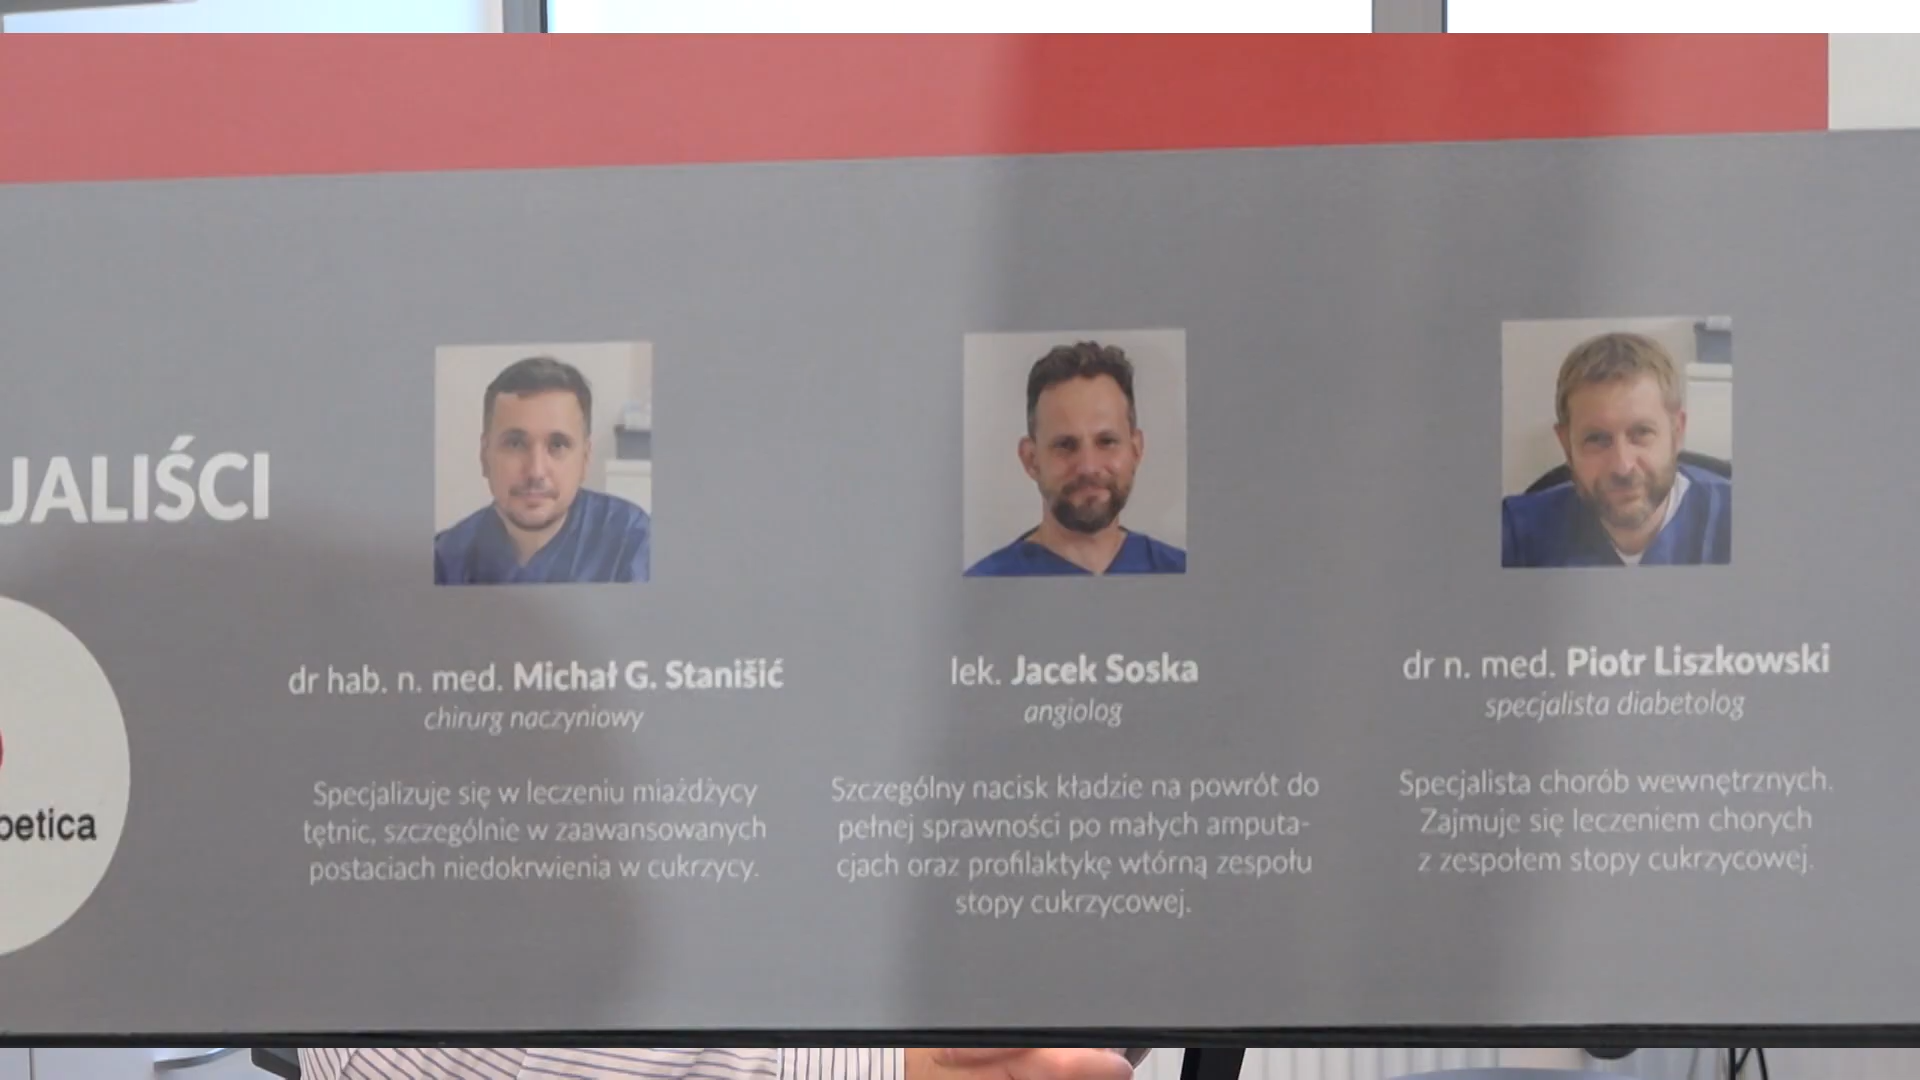 JALIŚCI
betica
dr hab. n. med. Michał G. Stanišić
chirurg naczyniowy
Specjalizuje się w leczeniu miażdżycy
tętnic, szczególnie w zaawansowanych
postaciach niedokrwienia w cukrzycy.
lek. Jacek Soska
angiolog
Szczególny nacisk kładzie na powrót do
pełnej sprawności po małych amputa-
cjach oraz profilaktykę wtórną zespołu
stopy cukrzycowej.
dr n. med. Piotr Liszkowski
specjalista diabetolog
Specjalista chorób wewnętrznych.
Zajmuje się leczeniem chorych
z zespołem stopy cukrzycowej.